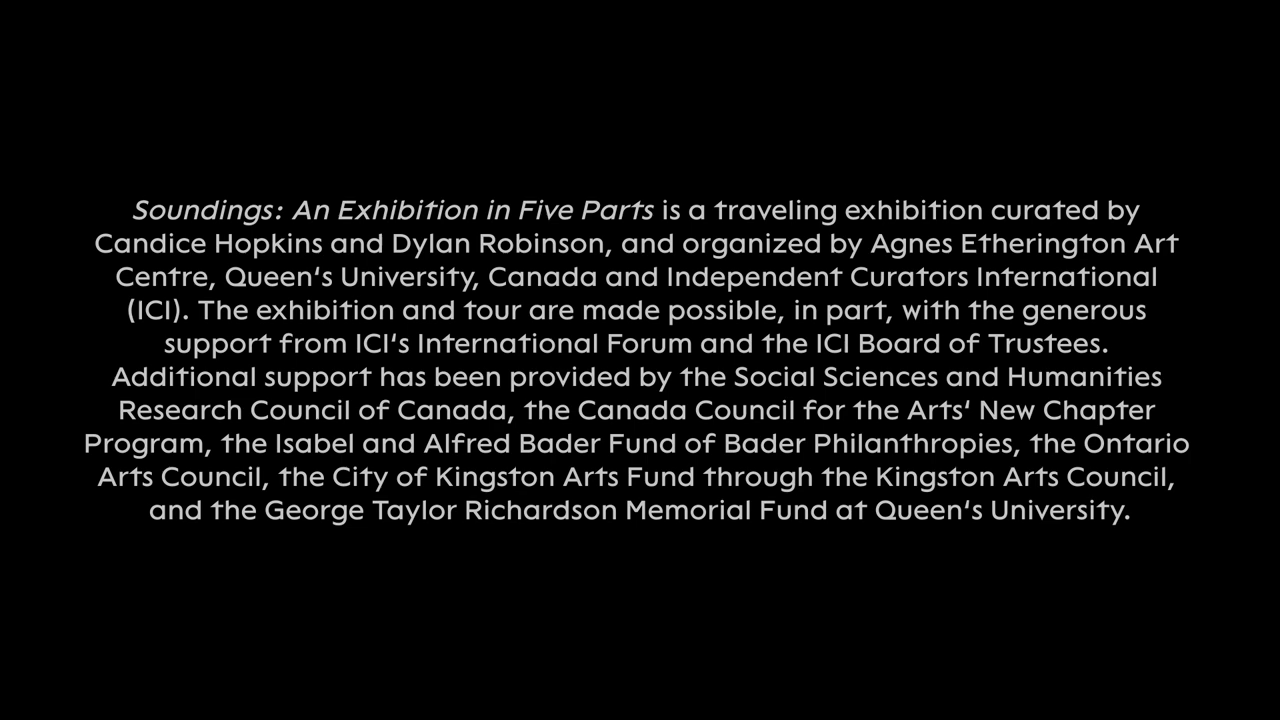 Soundings: An Exhibition in Five Parts is a traveling exhibition curated by
Candice Hopkins and Dylan Robinson, and organized by Agnes Etherington Art
Centre, Queen‘s University, Canada and Independent Curators International
(ICI). The exhibition and tour are made possible, in part, with the generous
support from ICI‘s International Forum and the ICI Board of Trustees.
Additional support has been provided by the Social Sciences and Humanities
Research Council of Canada, the Canada Council for the Arts‘ New Chapter
Program, the Isabel and Alfred Bader Fund of Bader Philanthropies, the Ontario
Arts Council, the City of Kingston Arts Fund through the Kingston Arts Council,
and the George Taylor Richardson Memorial Fund at Queen‘s University.